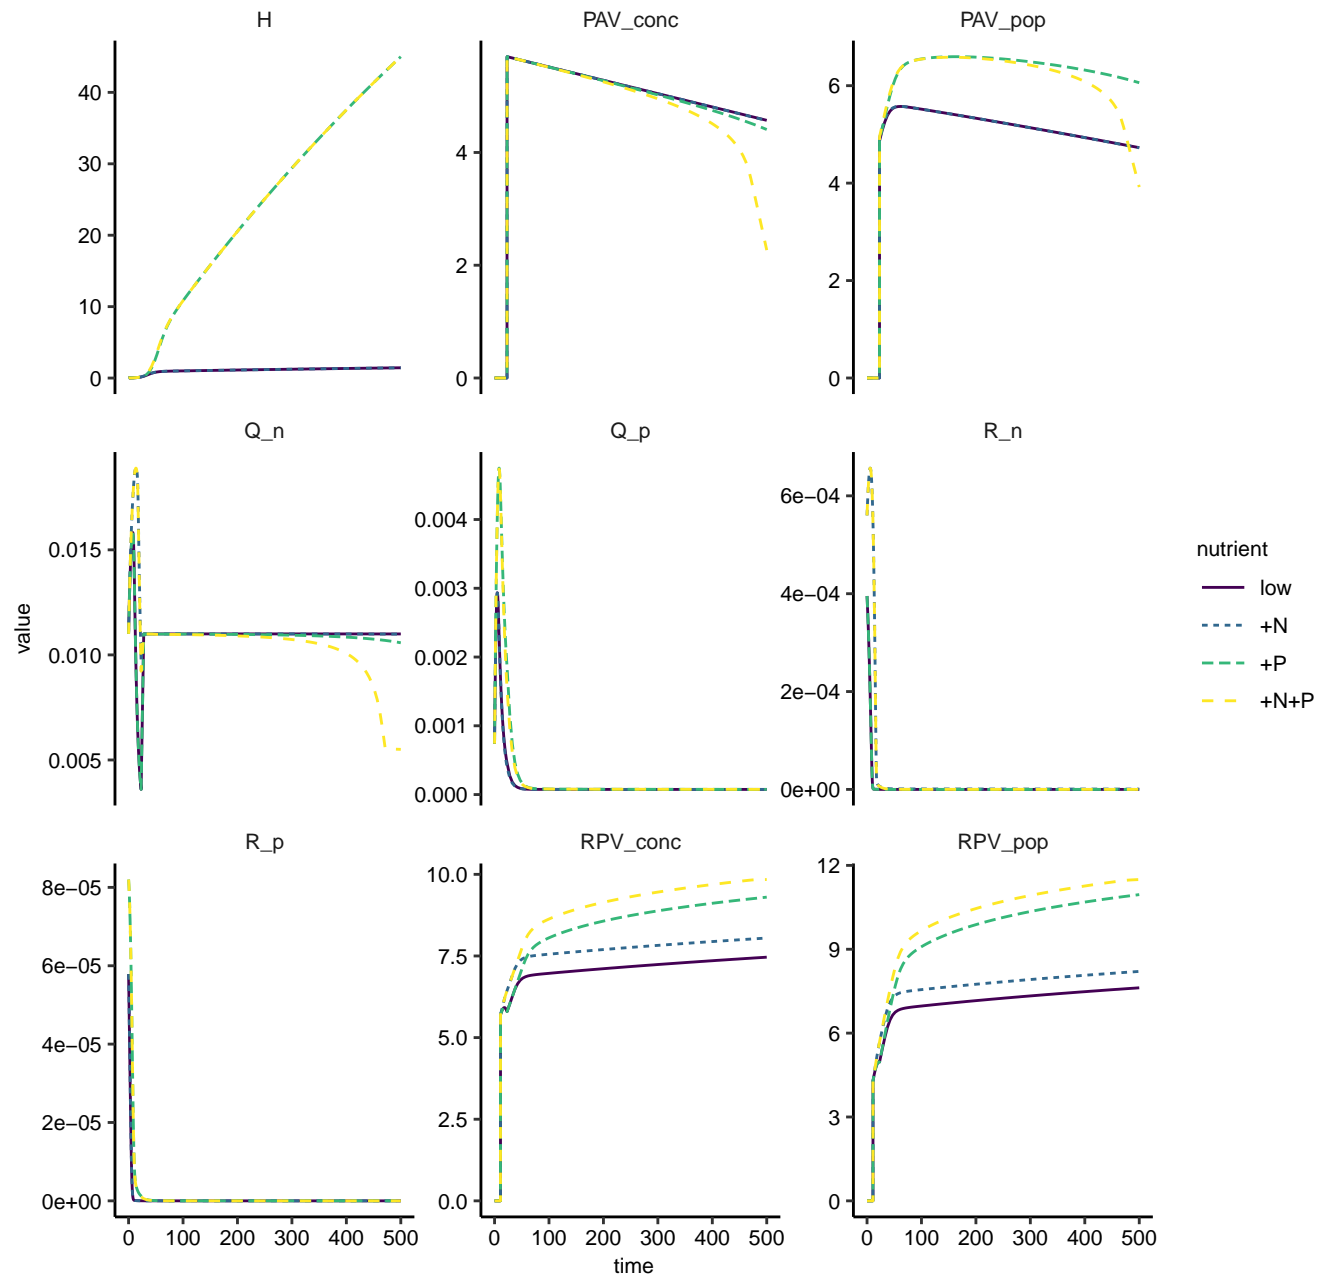 H
PAV_conc
PAV_pop
40
30
20
10
0
4
2
0
6
4
2
0
Q_n
Q_p
R_n
0.015
0.010
0.005
0.004
0.003
0.002
0.001
0.000
6e−04
4e−04
2e−04
0e+00
value
nutrient
low
+N
+P
+N+P
R_p
RPV_conc
RPV_pop
8e−05
6e−05
4e−05
2e−05
0e+00
10.0
7.5
5.0
2.5
0.0
12
9
6
3
0
0 100 200 300 400 500
0 100 200 300 400 500
0 100 200 300 400 500
time